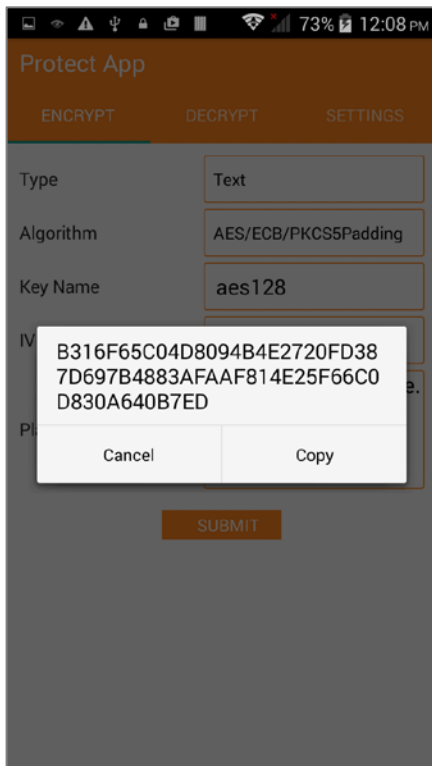 73% 12:08 PM
Protect App
ENCRYPT DECRYPT SETTINGS
Type Text
Algorithm AES/ECB/PKCS5Padding
Key Name aes128
IV
B316F65C04D8094B4E2720FD38
7D697B4883AFAAF814E25F66C0
D830A640B7ED
Cancel Copy
SUBMIT